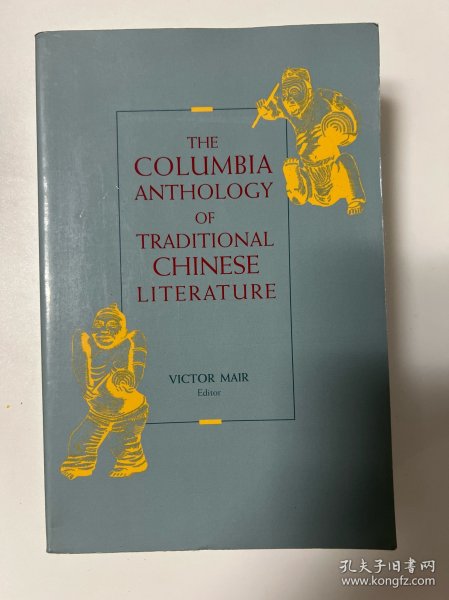 THE
COLUMBIA
ANTHOLOGY
OF
TRADITIONAL
CHINESE
LITERATURE
VICTOR MAIR
Editor
孔夫子旧书网
www.kongfz.com